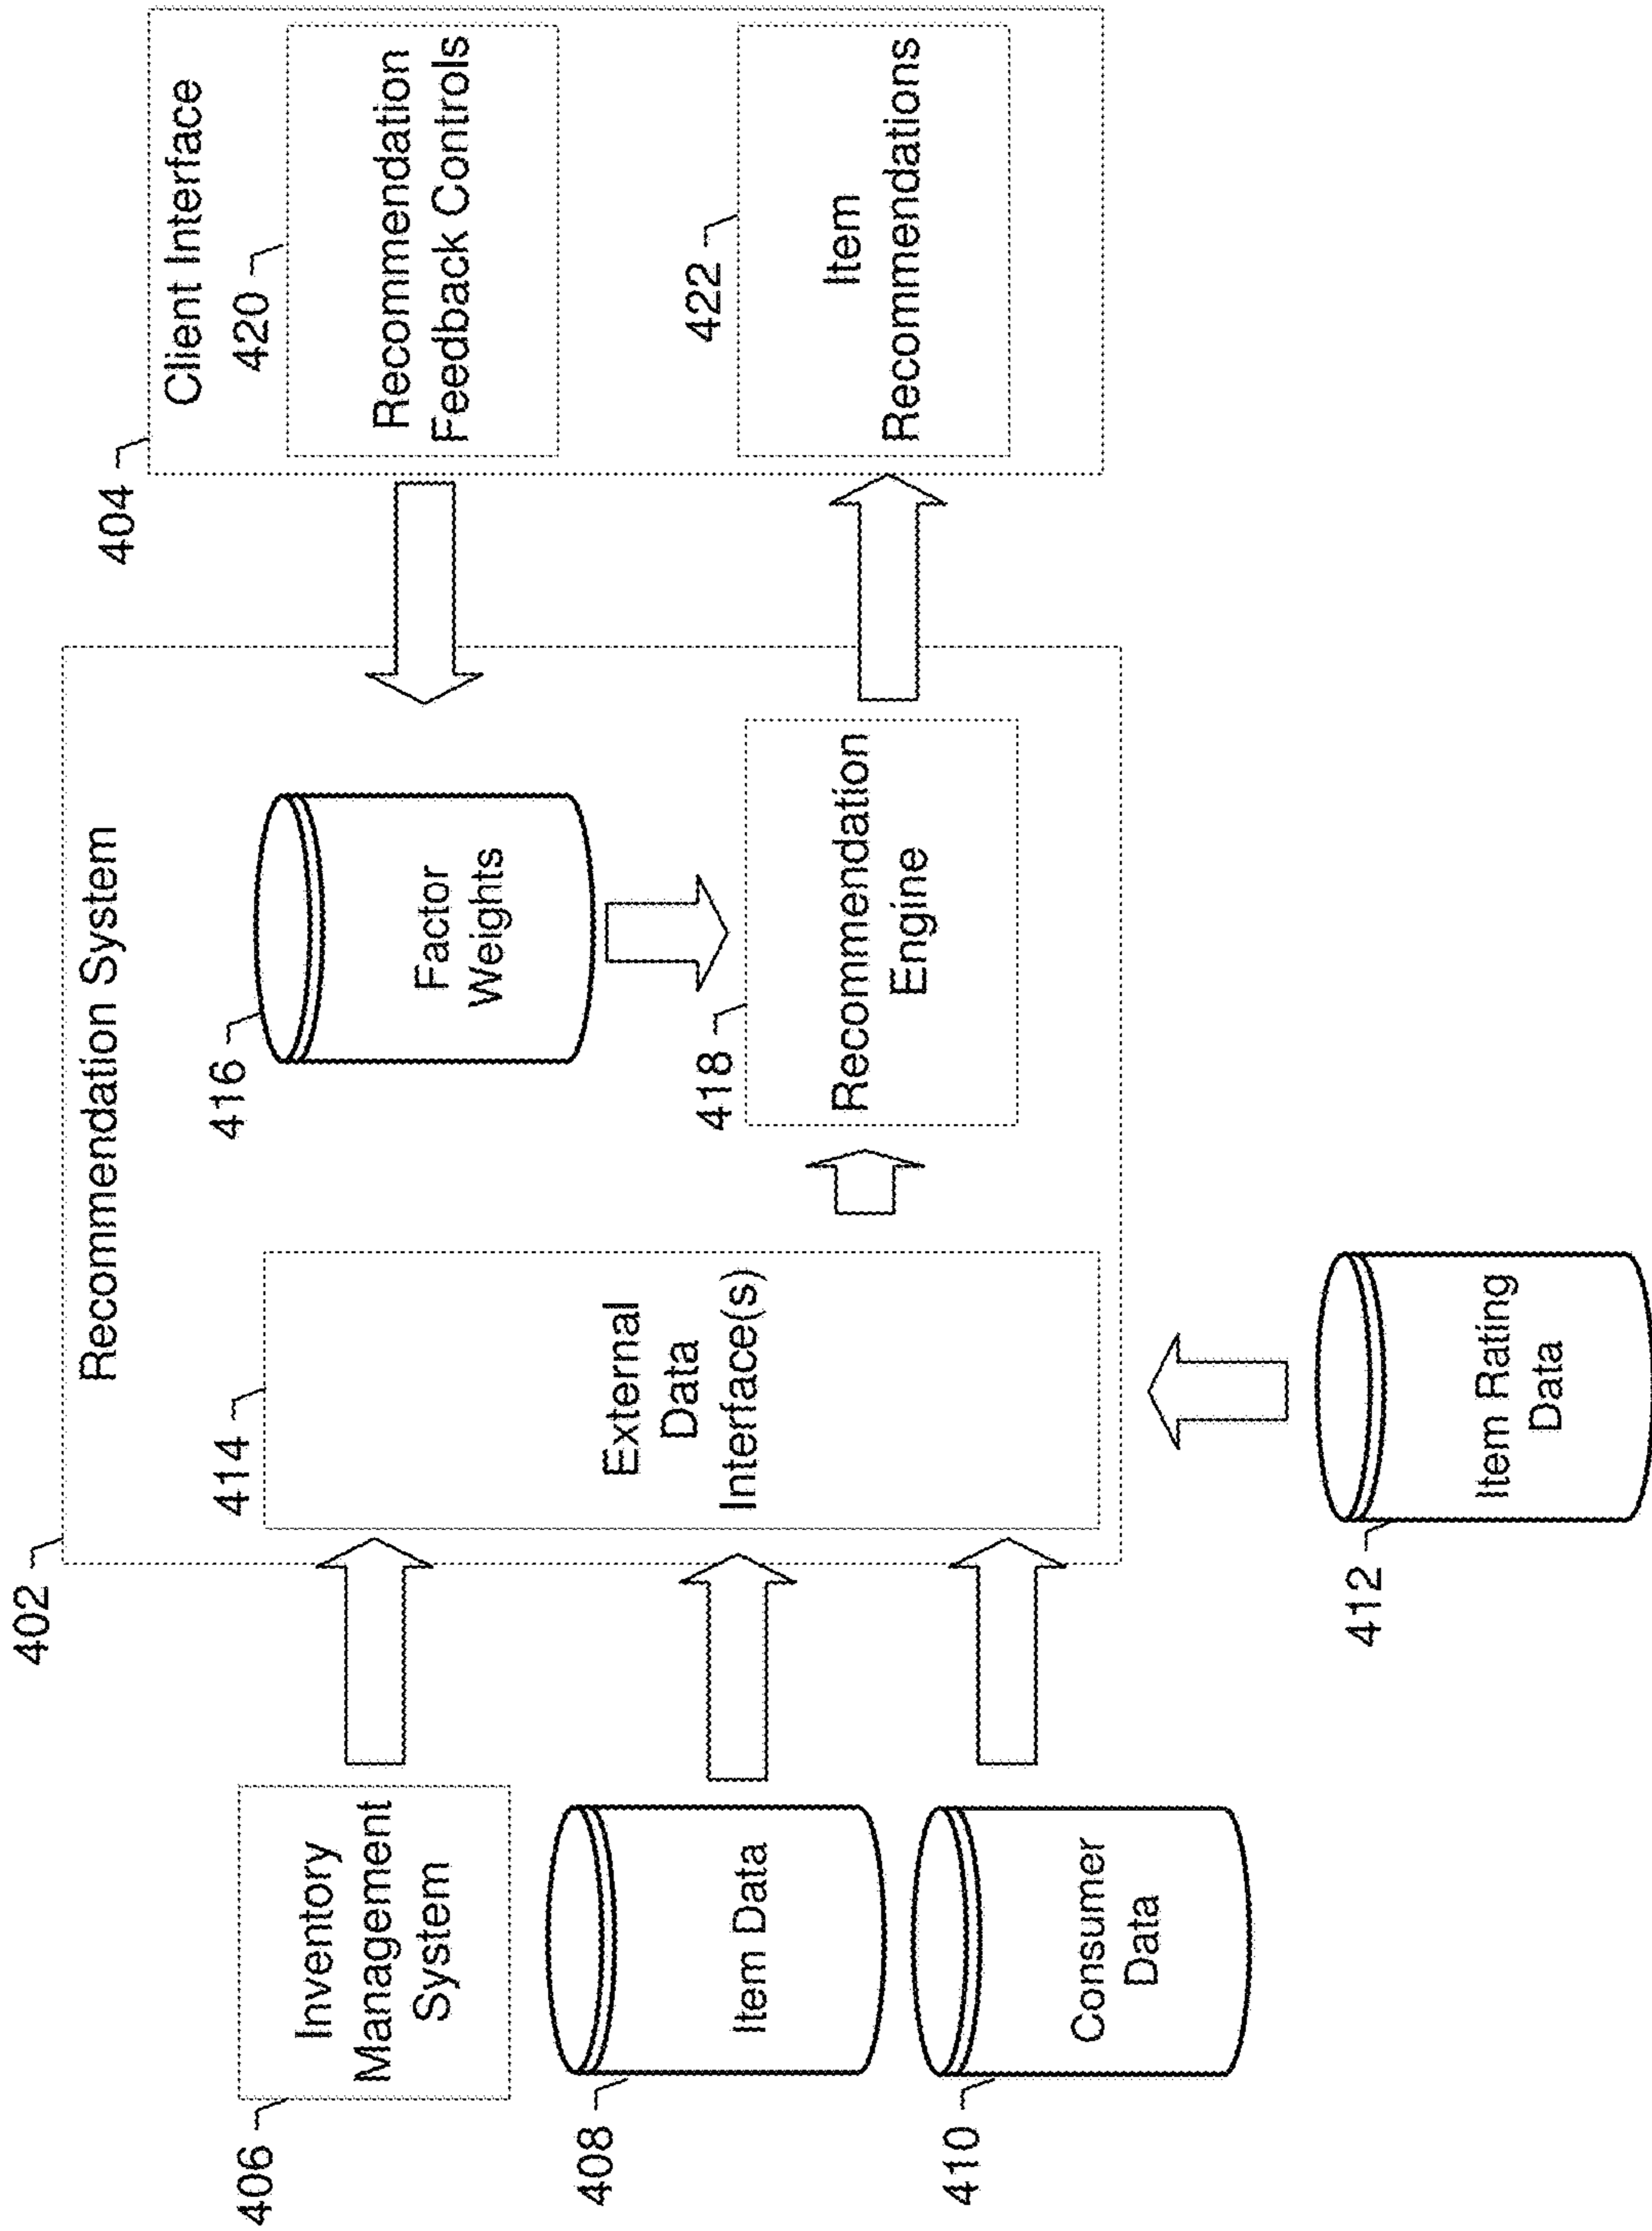 402
Recommendation System
404
Client Interface
406
Inventory
Management
System
414
External
Data
Interface(s)
416
Factor
Weights
420
Recommendation
Feedback Controls
408
Item Data
418
Recommendation
Engine
422
Item
Recommendations
410
Consumer
Data
412
Item Rating
Data